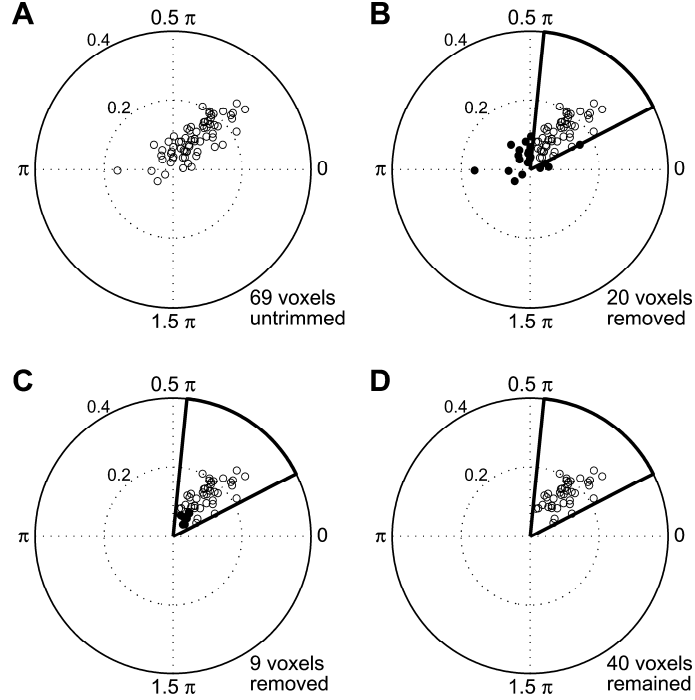 A
0.5 π
0.4
0.2
π
0
69 voxels
untrimmed
1.5 π
B
0.5 π
0.4
0.2
π
0
20 voxels
removed
1.5 π
C
0.5 π
0.4
0.2
π
0
9 voxels
removed
1.5 π
D
0.5 π
0.4
0.2
π
0
40 voxels
remained
1.5 π